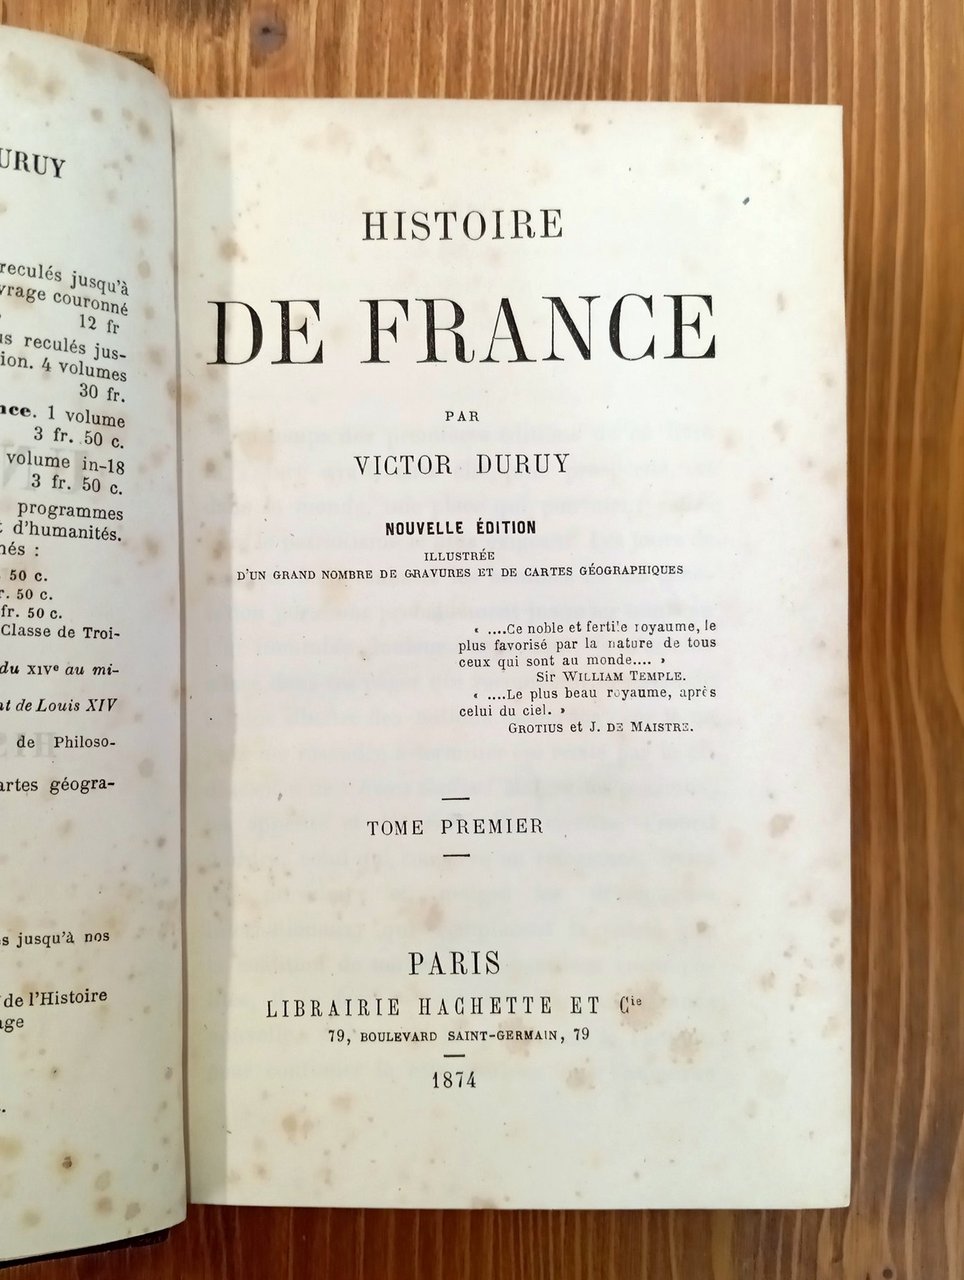 URUY
reculés jusqu'à
vrage couronné
12 fr
us reculés jus-
ion. 4 volumes
30 fr.
nce. 1 volume
3 fr. 50 c.
volume in-18
3 fr. 50 c.
programmes
t d'humanités.
nés :
50 c.
r. 50 c.
fr. 50 c.
Classe de Troi-
du XIVe au mi-
nt de Louis XIV
de Philoso-
artes géogra-
s jusqu'à nos
de l'Histoire
age
HISTOIRE
DE FRANCE
PAR
VICTOR DURUY
NOUVELLE ÉDITION
ILLUSTRÉE
D'UN GRAND NOMBRE DE GRAVURES ET DE CARTES GÉOGRAPHIQUES
« ....Ce noble et fertile royaume, le
plus favorisé par la nature de tous
ceux qui sont au monde.... »
Sir WILLIAM TEMPLE.
« ....Le plus beau royaume, après
celui du ciel. »
GROTIUS et J. DE MAISTRE.
TOME PREMIER
PARIS
LIBRAIRIE HACHETTE ET Cie
79, BOULEVARD SAINT-GERMAIN, 79
1874